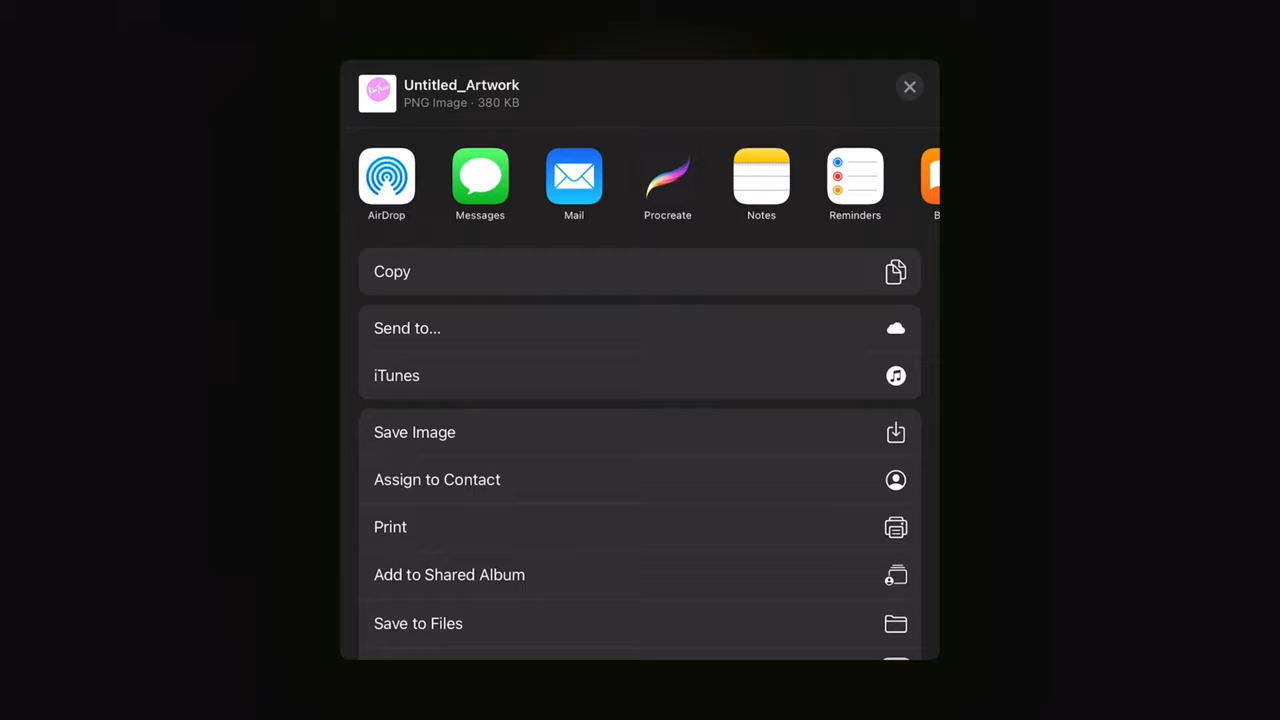 Untitled_Artwork
PNG Image · 380 KB
AirDrop
Messages
Mail
Procreate
Notes
Reminders
B
Copy
Send to...
iTunes
Save Image
Assign to Contact
Print
Add to Shared Album
Save to Files